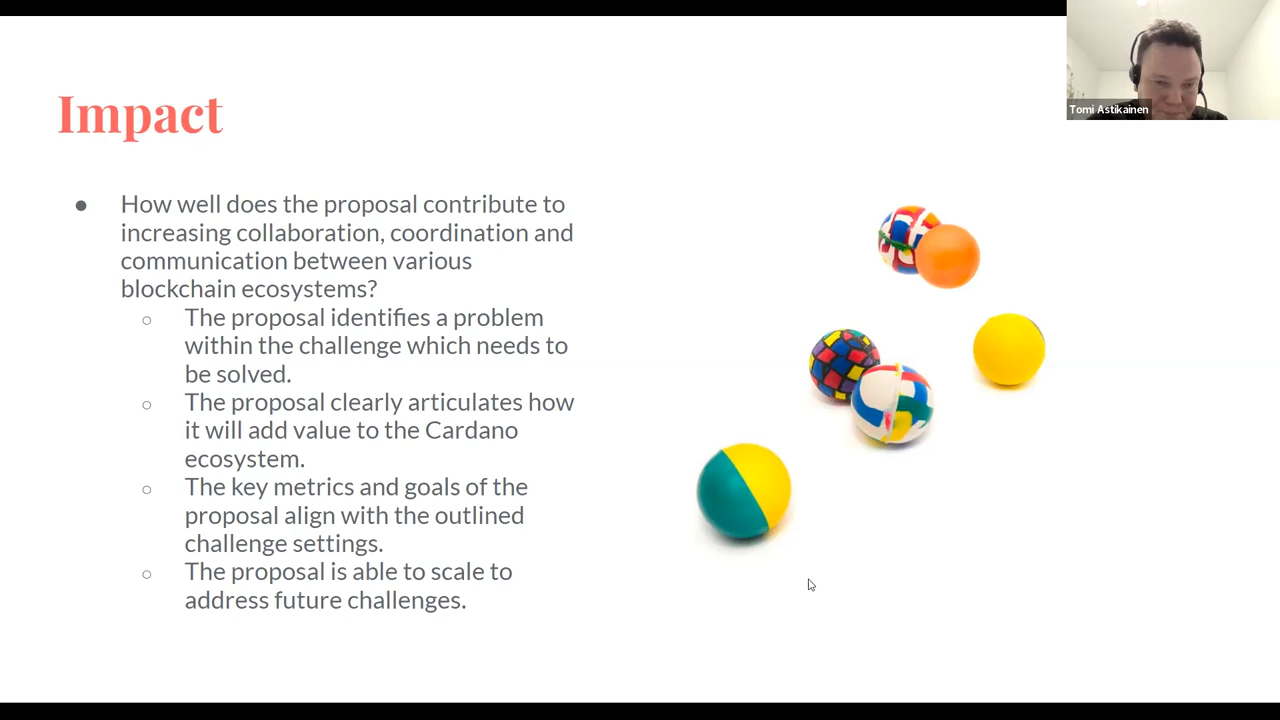 Tomi Astikainen
Impact
● How well does the proposal contribute to
increasing collaboration, coordination and
communication between various
blockchain ecosystems?
○ The proposal identifies a problem
within the challenge which needs to
be solved.
○ The proposal clearly articulates how
it will add value to the Cardano
ecosystem.
○ The key metrics and goals of the
proposal align with the outlined
challenge settings.
○ The proposal is able to scale to
address future challenges.